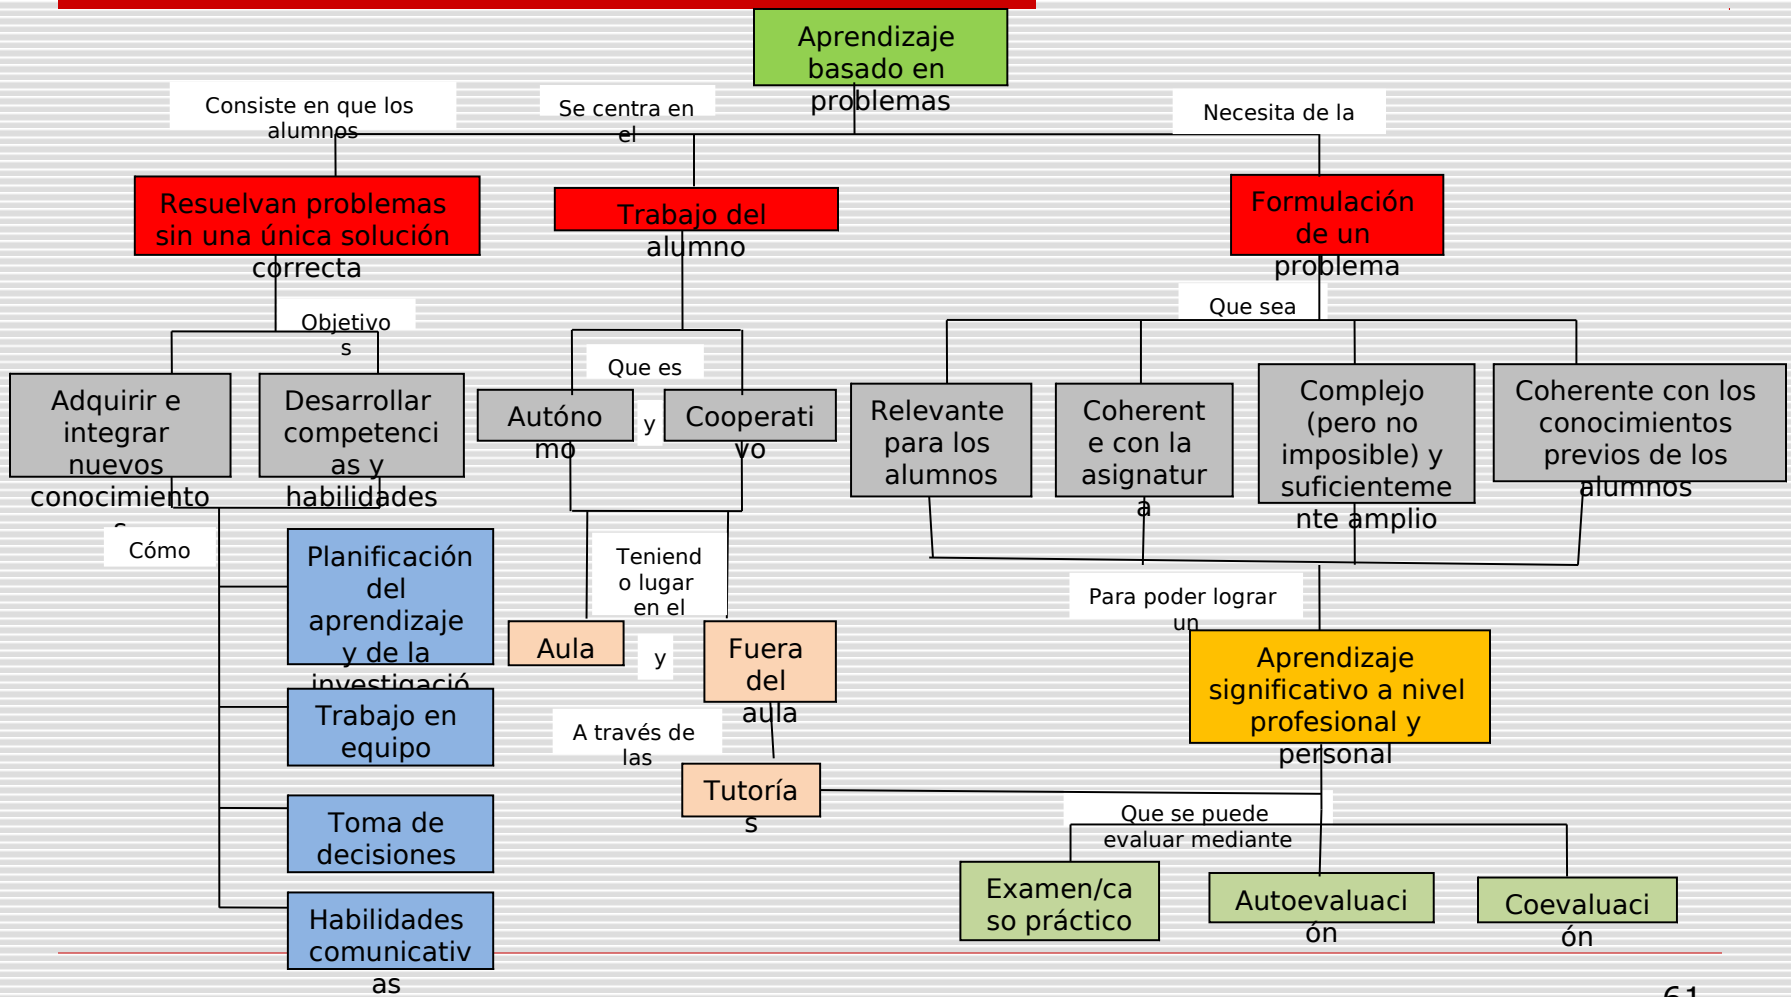 Aprendizaje
basado en
problemas
Consiste en que los
alumnos
Se centra en
el
Necesita de la
Resuelvan problemas
sin una única solución
correcta
Trabajo del
alumno
Formulación
de un
problema
Objetivo
s
Que es
Que sea
Adquirir e
integrar
nuevos
conocimiento
s
Desarrollar
competenci
as y
habilidades
Autóno
mo
y
Cooperati
vo
Relevante
para los
alumnos
Coherent
e con la
asignatur
a
Complejo
(pero no
imposible) y
suficienteme
nte amplio
Coherente con los
conocimientos
previos de los
alumnos
Cómo
Planificación
del
aprendizaje
y de la
investigació
Trabajo en
equipo
Toma de
decisiones
Habilidades
comunicativ
as
Teniend
o lugar
en el
Aula
y
Fuera
del
aula
A través de
las
Tutoría
s
Para poder lograr
un
Aprendizaje
significativo a nivel
profesional y
personal
Que se puede
evaluar mediante
Examen/ca
so práctico
Autoevaluaci
ón
Coevaluaci
ón
61